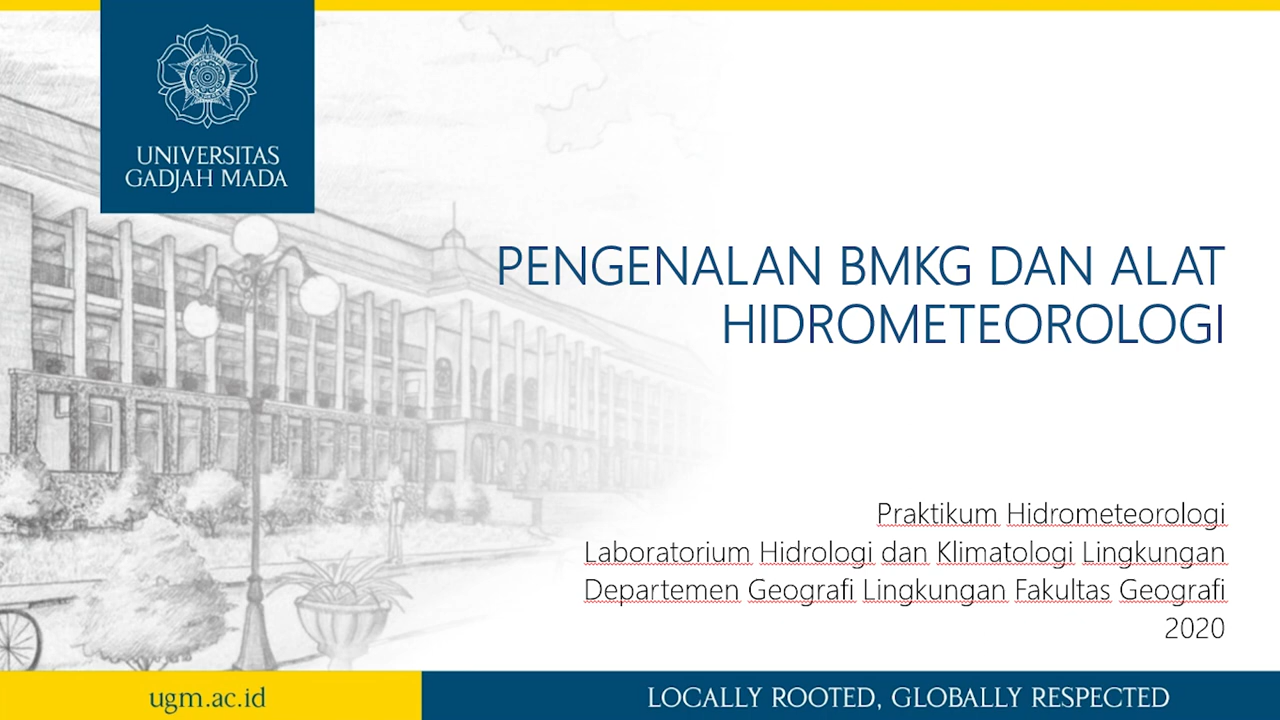 UNIVERSITAS
GADJAH MADA
PENGENALAN BMKG DAN ALAT
HIDROMETEOROLOGI
Praktikum Hidrometeorologi
Laboratorium Hidrologi dan Klimatologi Lingkungan
Departemen Geografi Lingkungan Fakultas Geografi
2020
ugm.ac.id
LOCALLY ROOTED, GLOBALLY RESPECTED